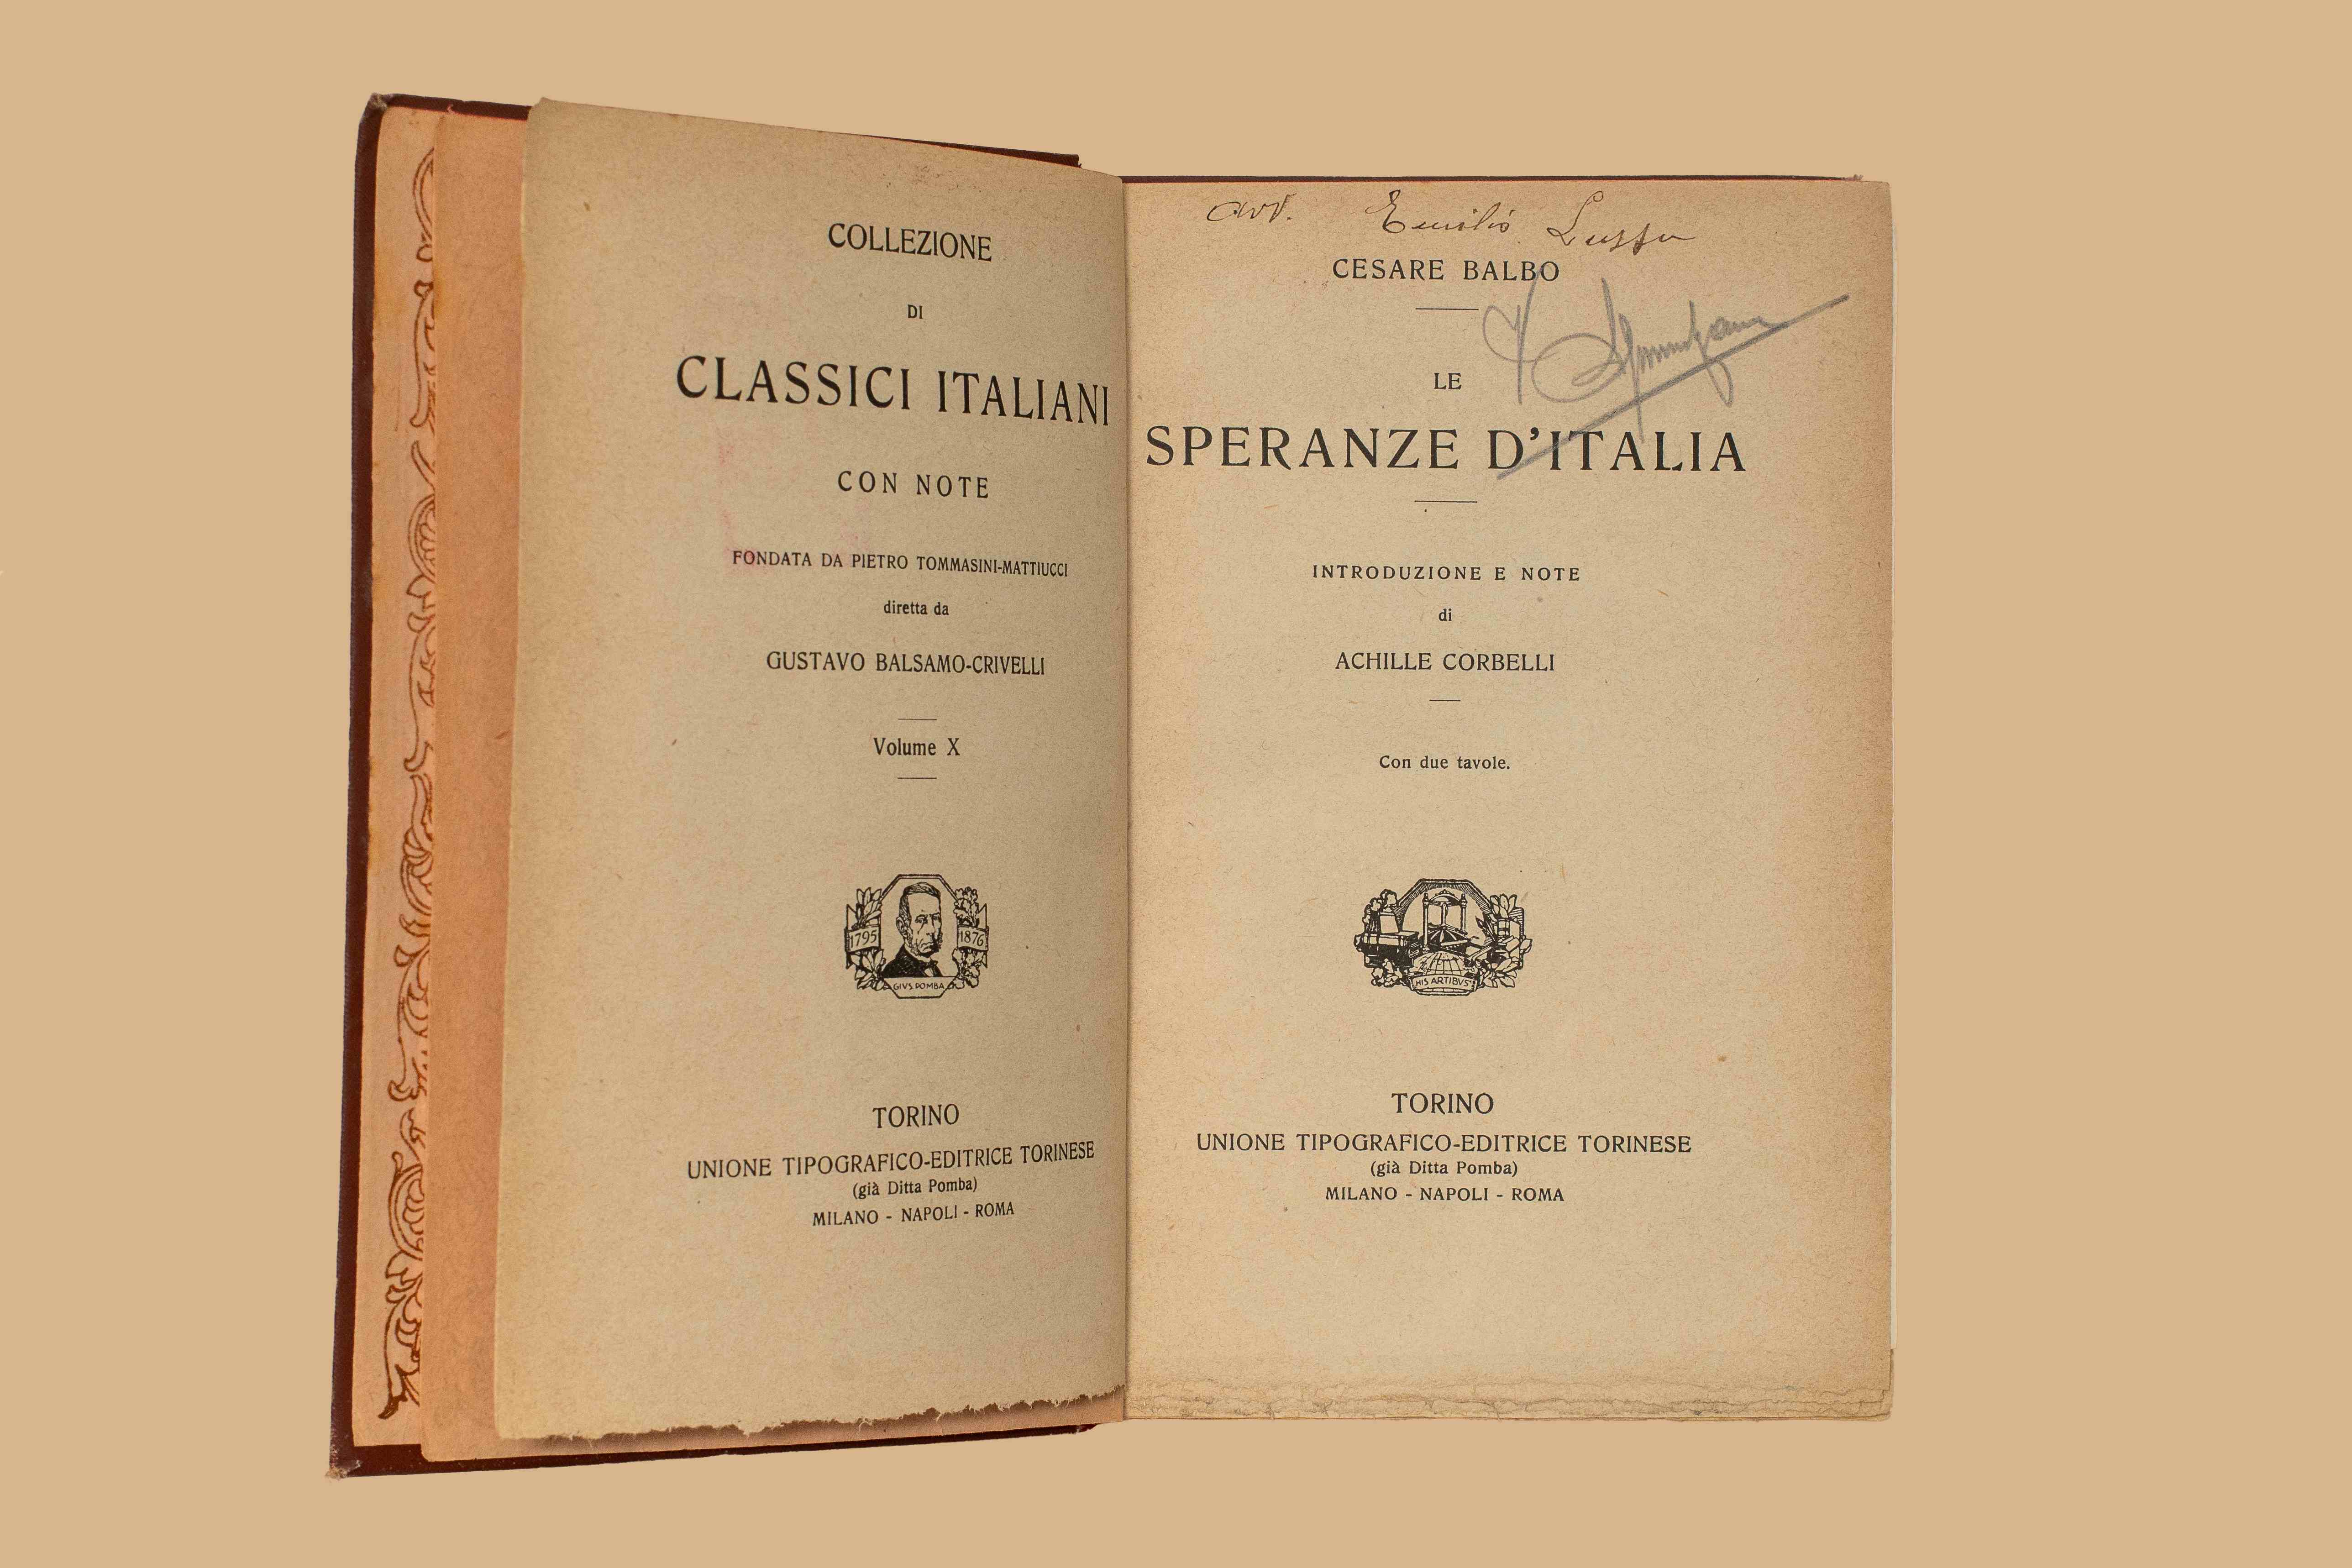 COLLEZIONE
DI
CLASSICI ITALIANI
CON NOTE
FONDATA DA PIETRO TOMMASINI-MATTIUCCI
diretta da
GUSTAVO BALSAMO-CRIVELLI
Volume X
1795 1876
GIVS POMBA
TORINO
UNIONE TIPOGRAFICO-EDITRICE TORINESE
(già Ditta Pomba)
MILANO - NAPOLI - ROMA
avv. Emilio Lussu
CESARE BALBO
LE
SPERANZE D'ITALIA
INTRODUZIONE E NOTE
di
ACHILLE CORBELLI
Con due tavole.
HIS ARTIBVS
TORINO
UNIONE TIPOGRAFICO-EDITRICE TORINESE
(già Ditta Pomba)
MILANO - NAPOLI - ROMA